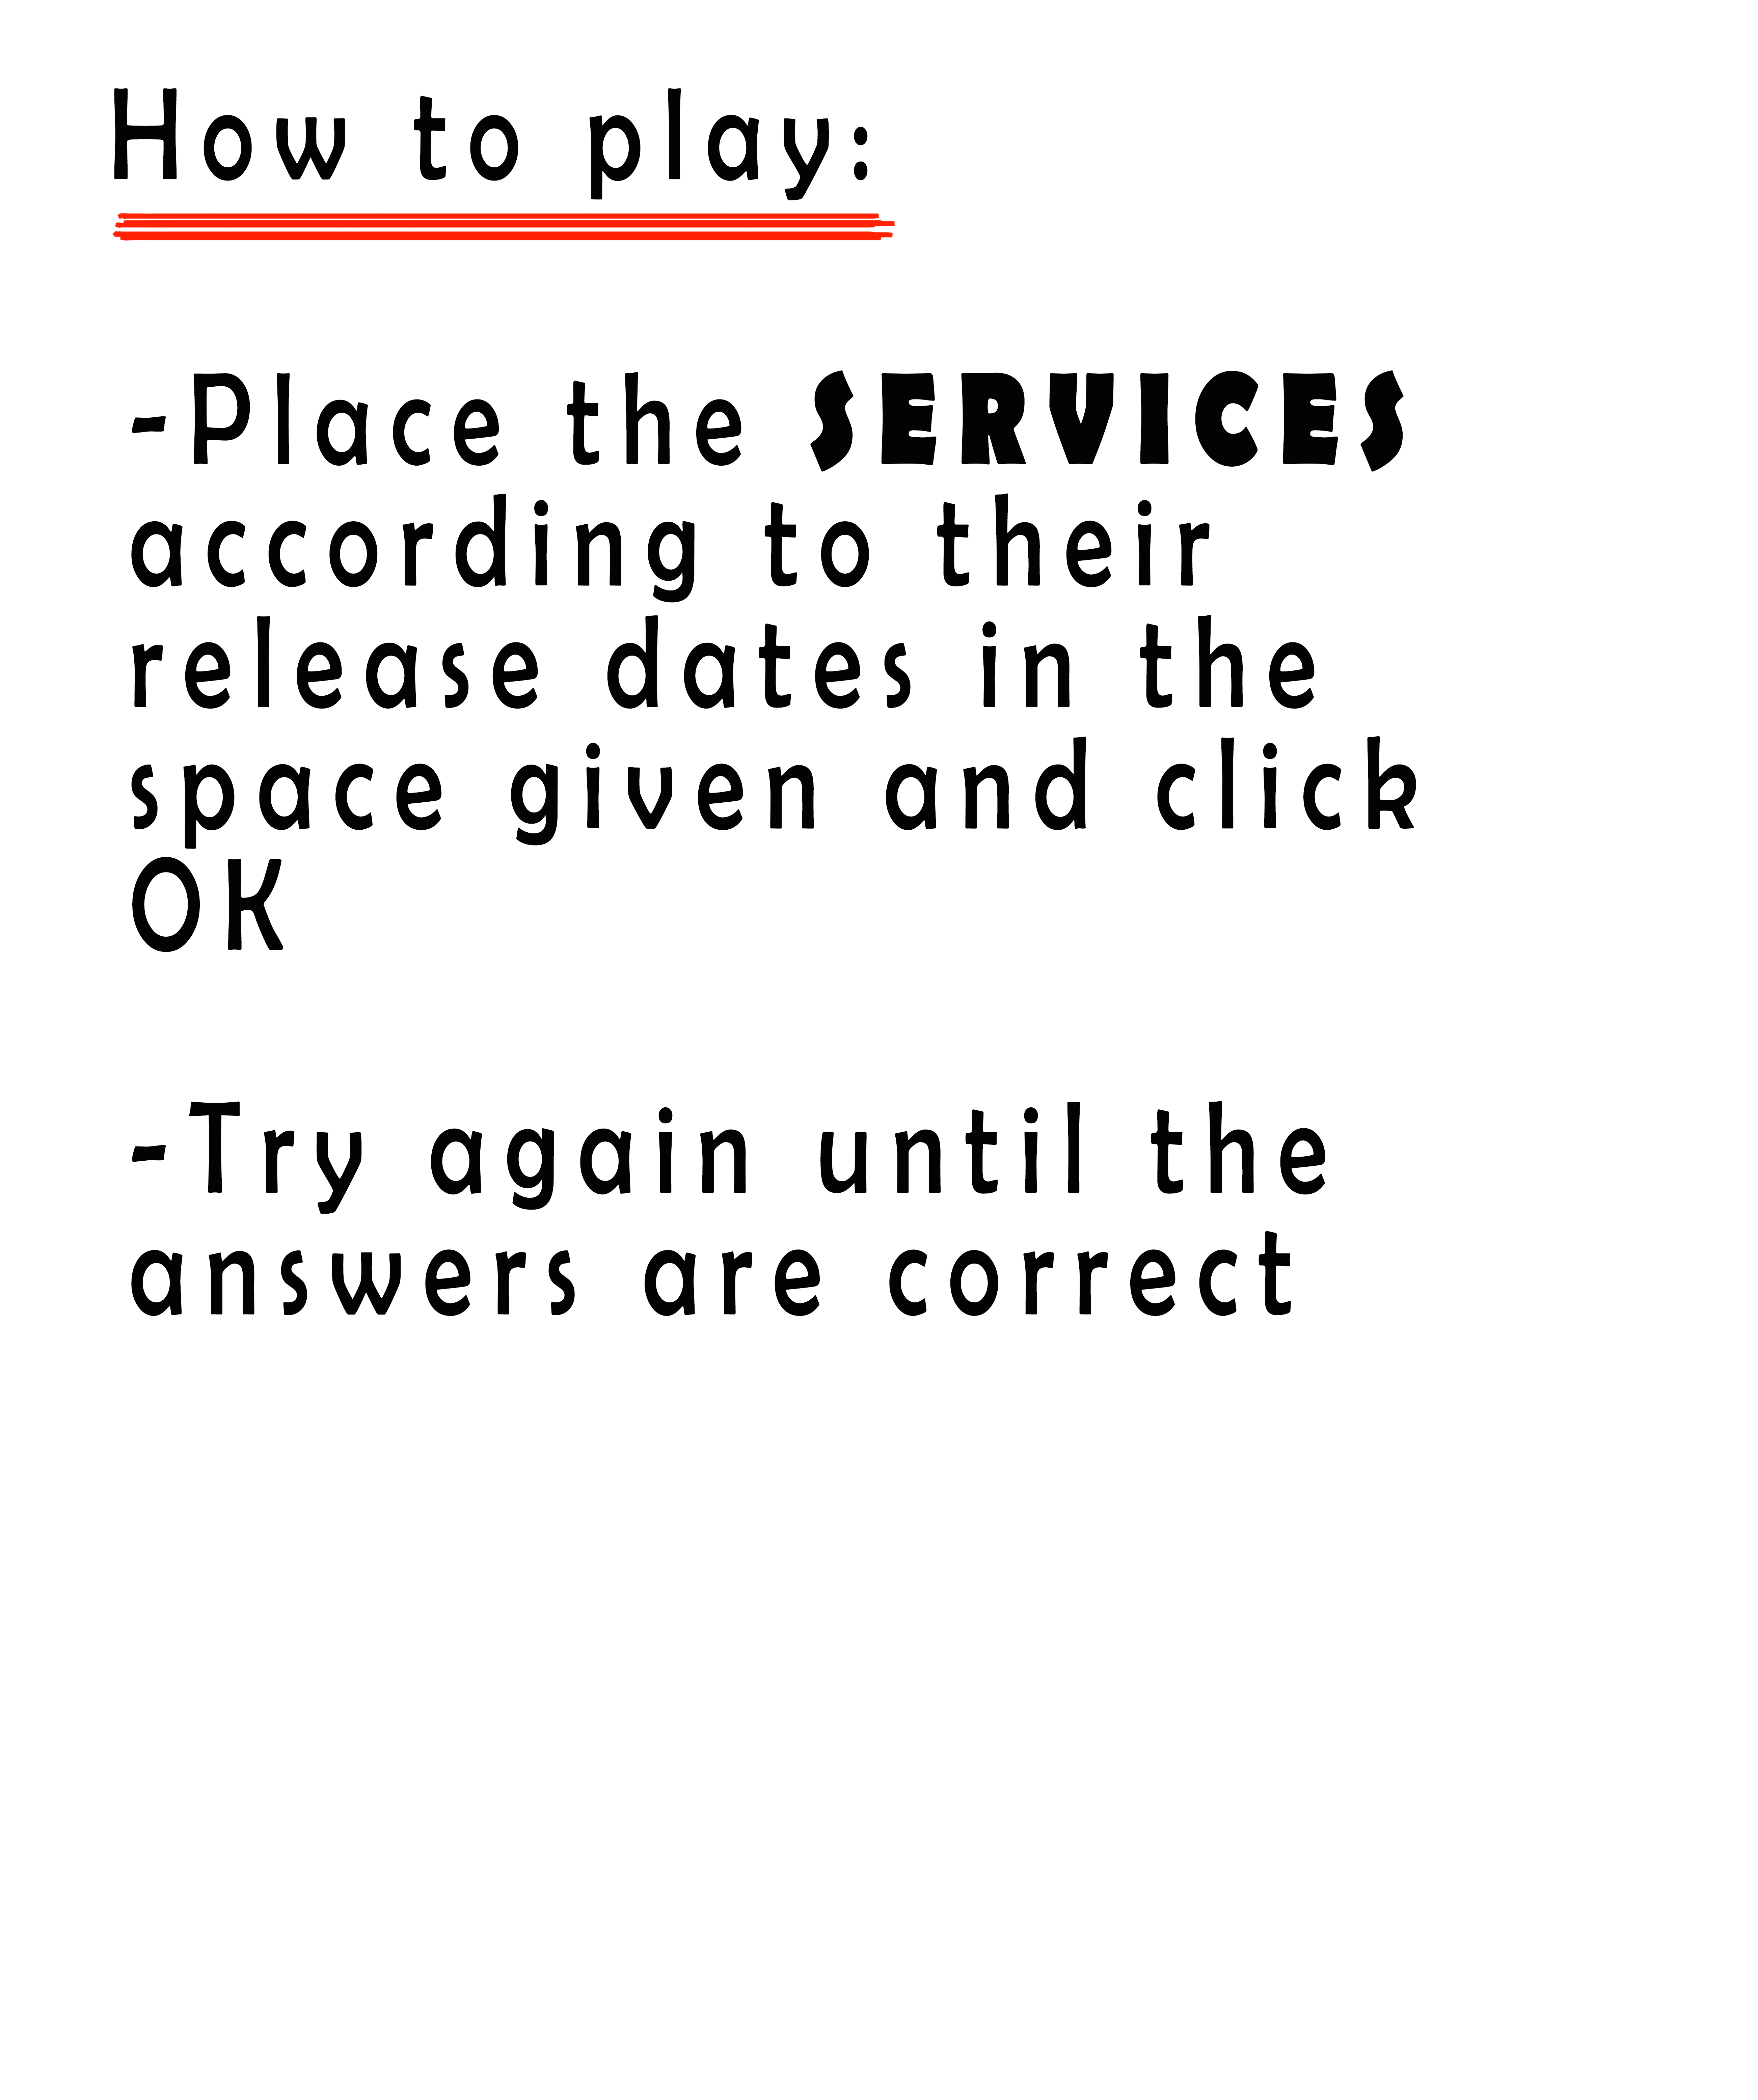 How to play:
-Place the SERVICES
according to their
release dates in the
space given and click
OK
-Try again until the
answers are correct